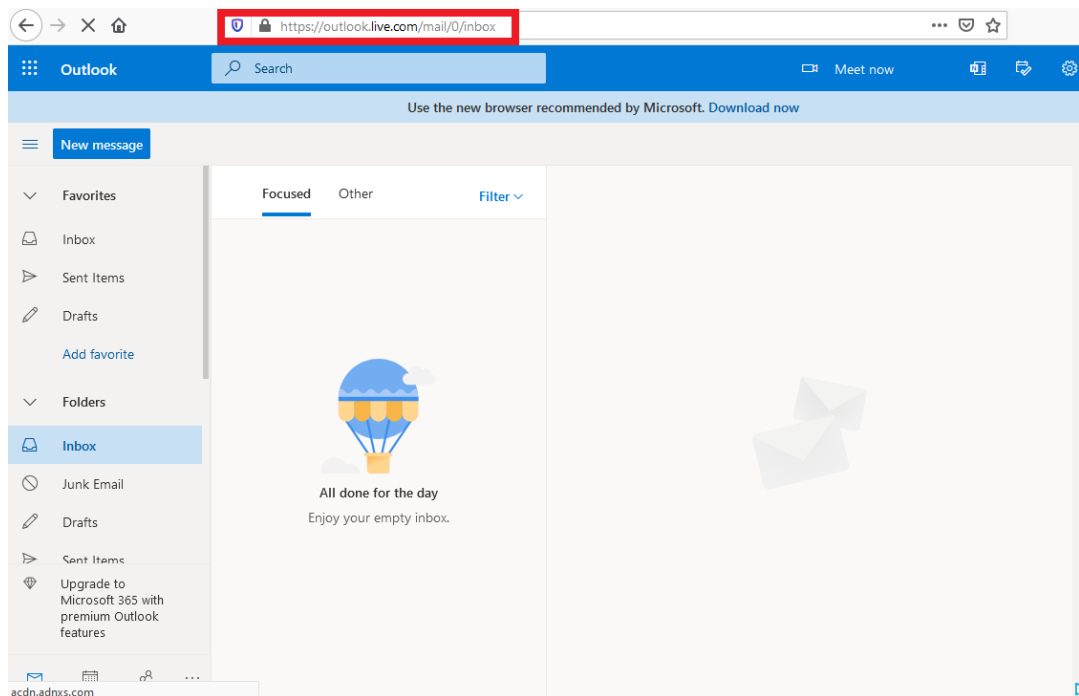 https://outlook.live.com/mail/0/inbox
Outlook
Search
Meet now
Use the new browser recommended by Microsoft. Download now
New message
Favorites
Inbox
Sent Items
Drafts
Add favorite
Folders
Inbox
Junk Email
Drafts
Sent Items
Upgrade to
Microsoft 365 with
premium Outlook
features
acdn.adnxs.com
Focused Other Filter
All done for the day
Enjoy your empty inbox.